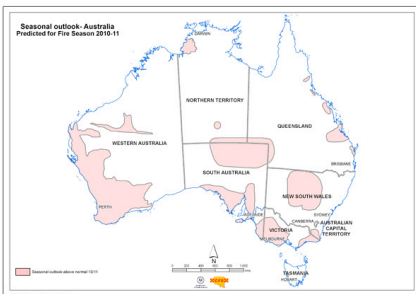 Seasonal outlook- Australia
Predicted for Fire Season 2010-11
DARWIN
NORTHERN TERRITORY
QUEENSLAND
WESTERN AUSTRALIA
BRISBANE
SOUTH AUSTRALIA
NEW SOUTH WALES
PERTH
SYDNEY
ADELAIDE
CANBERRA
AUSTRALIAN
CAPITAL
TERRITORY
VICTORIA
MELBOURNE
N
TASMANIA
HOBART
Seasonal outlook above normal 10/11